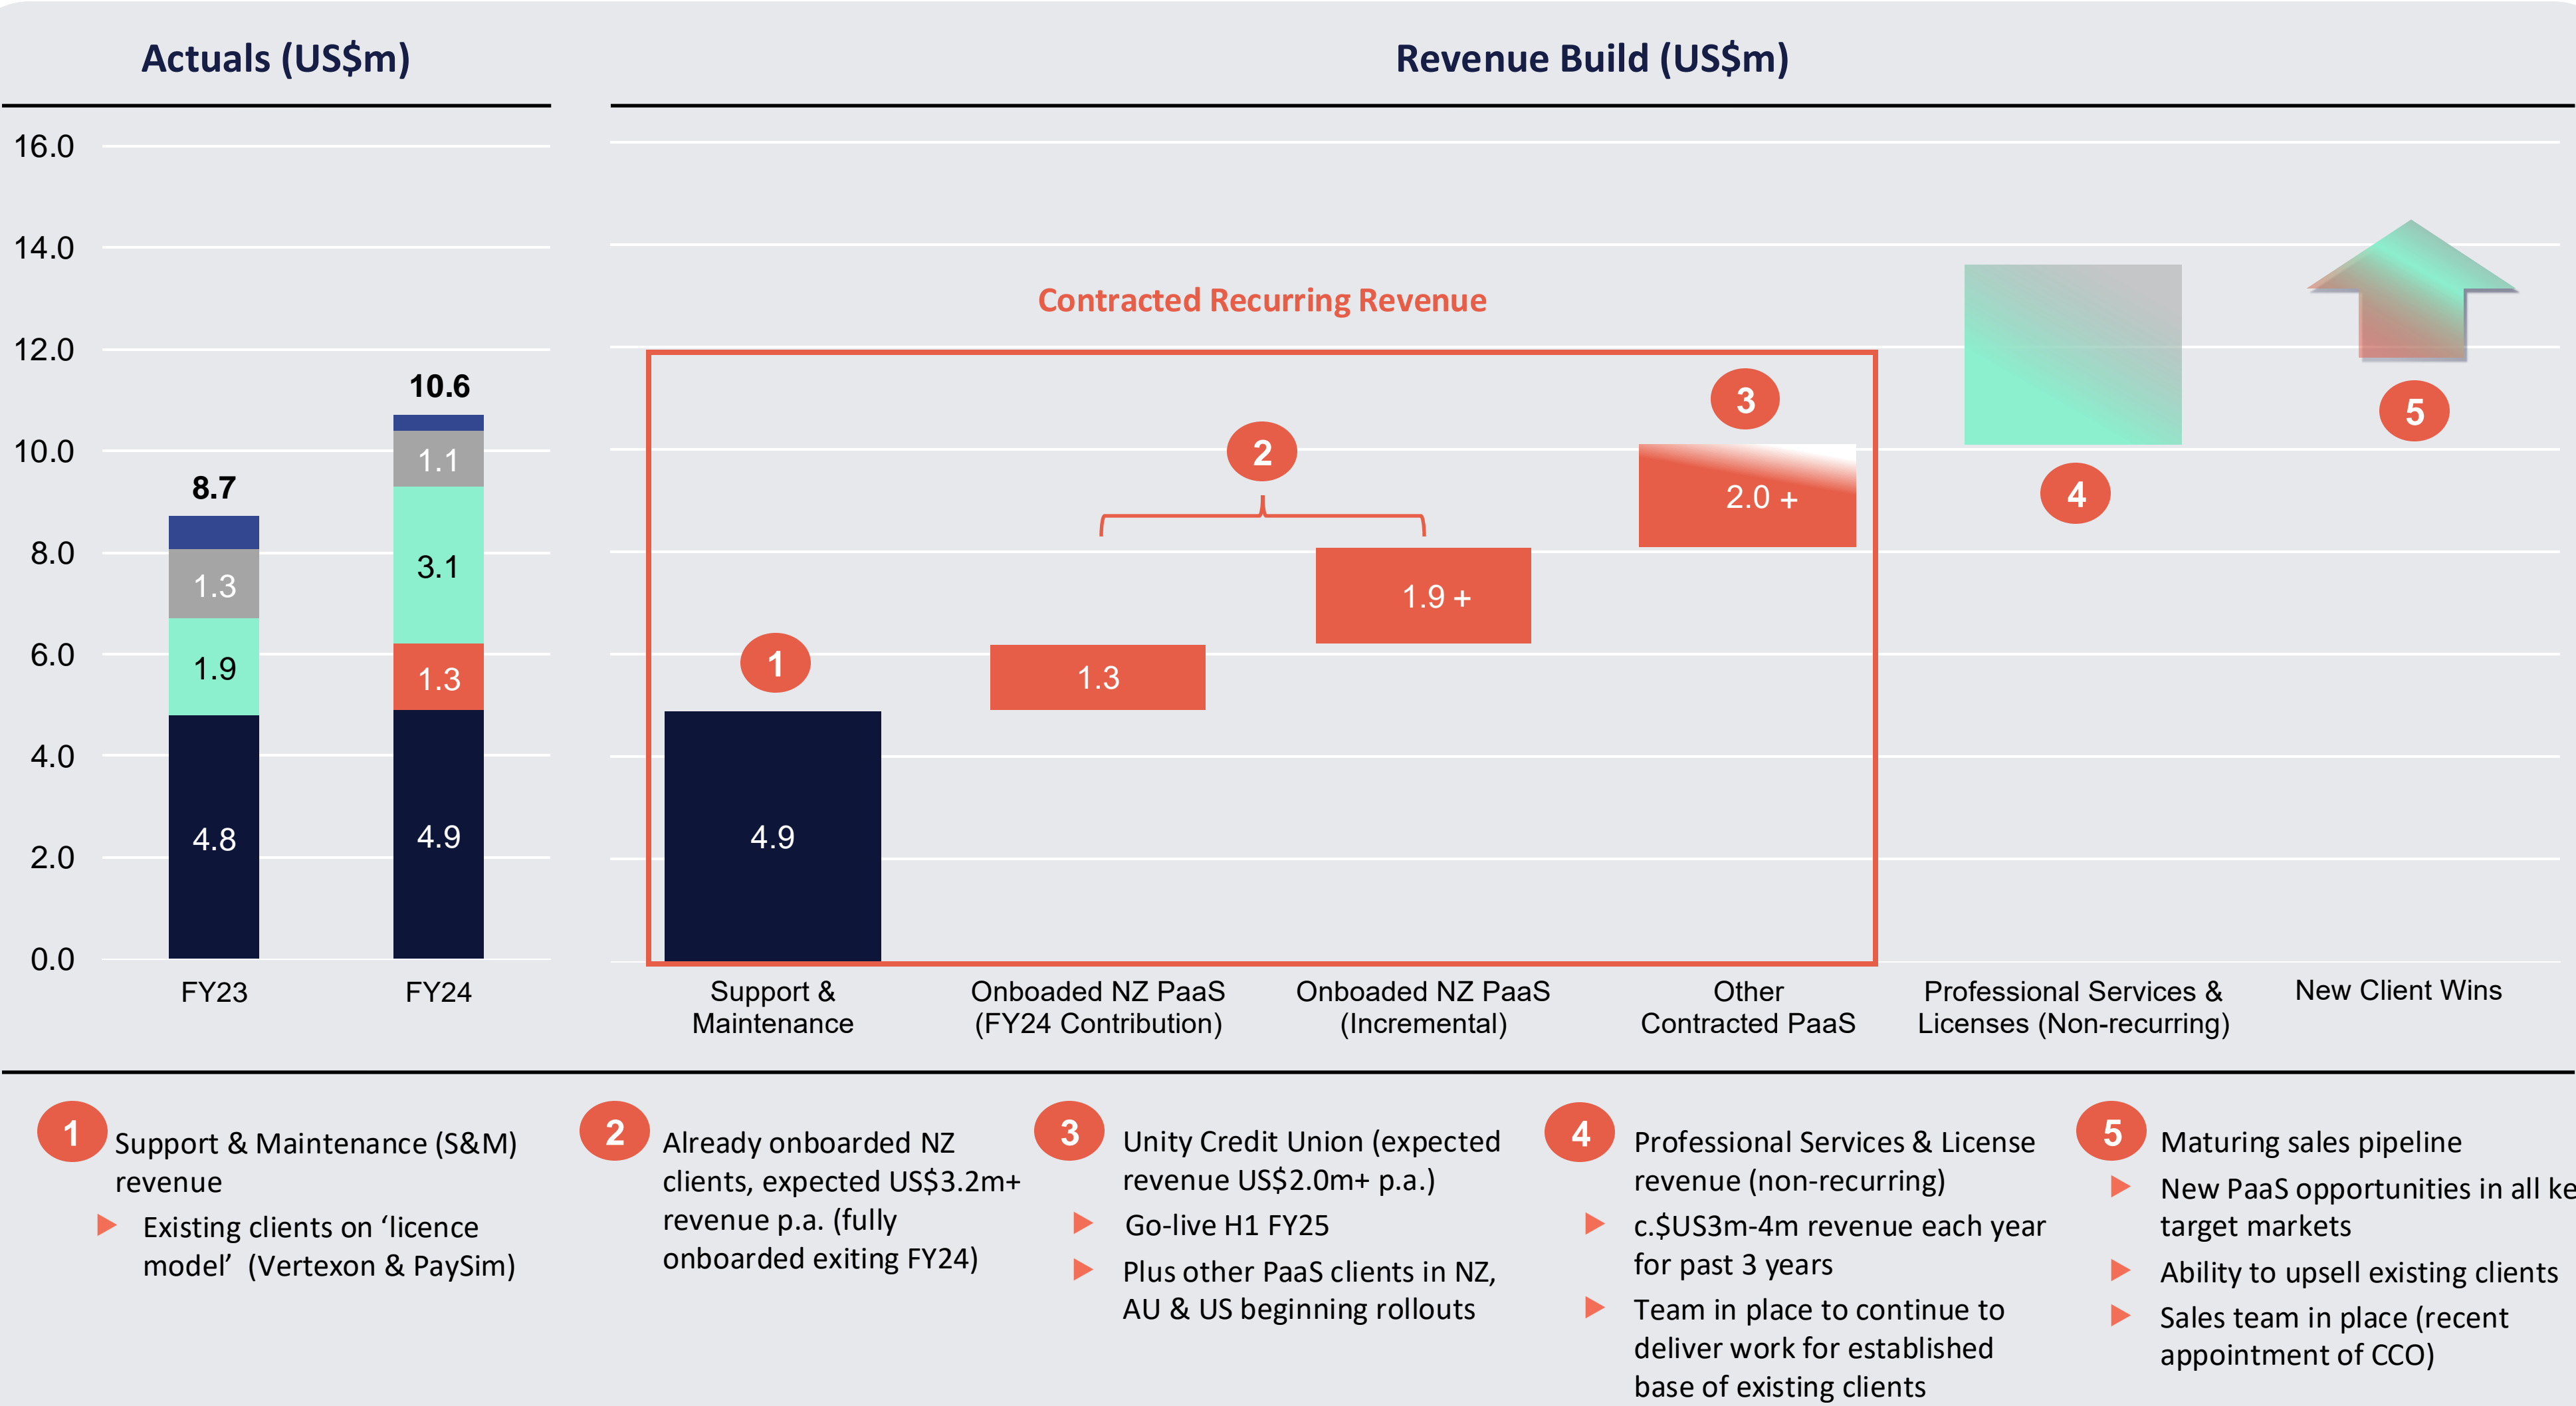 Actuals (US$m)
Revenue Build (US$m)
16.0
14.0
12.0
10.0
8.0
6.0
4.0
2.0
0.0
8.7
1.3
1.9
4.8
FY23
10.6
1.1
3.1
1.3
4.9
FY24
Contracted Recurring Revenue
1
4.9
Support &
Maintenance
2
1.3
Onboaded NZ PaaS
(FY24 Contribution)
1.9 +
Onboaded NZ PaaS
(Incremental)
3
2.0 +
Other
Contracted PaaS
4
Professional Services &
Licenses (Non-recurring)
5
New Client Wins
1
Support & Maintenance (S&M)
revenue
Existing clients on ‘licence
model’ (Vertexon & PaySim)
2
Already onboarded NZ
clients, expected US$3.2m+
revenue p.a. (fully
onboarded exiting FY24)
3
Unity Credit Union (expected
revenue US$2.0m+ p.a.)
Go-live H1 FY25
Plus other PaaS clients in NZ,
AU & US beginning rollouts
4
Professional Services & License
revenue (non-recurring)
c.$US3m-4m revenue each year
for past 3 years
Team in place to continue to
deliver work for established
base of existing clients
5
Maturing sales pipeline
New PaaS opportunities in all ke
target markets
Ability to upsell existing clients
Sales team in place (recent
appointment of CCO)